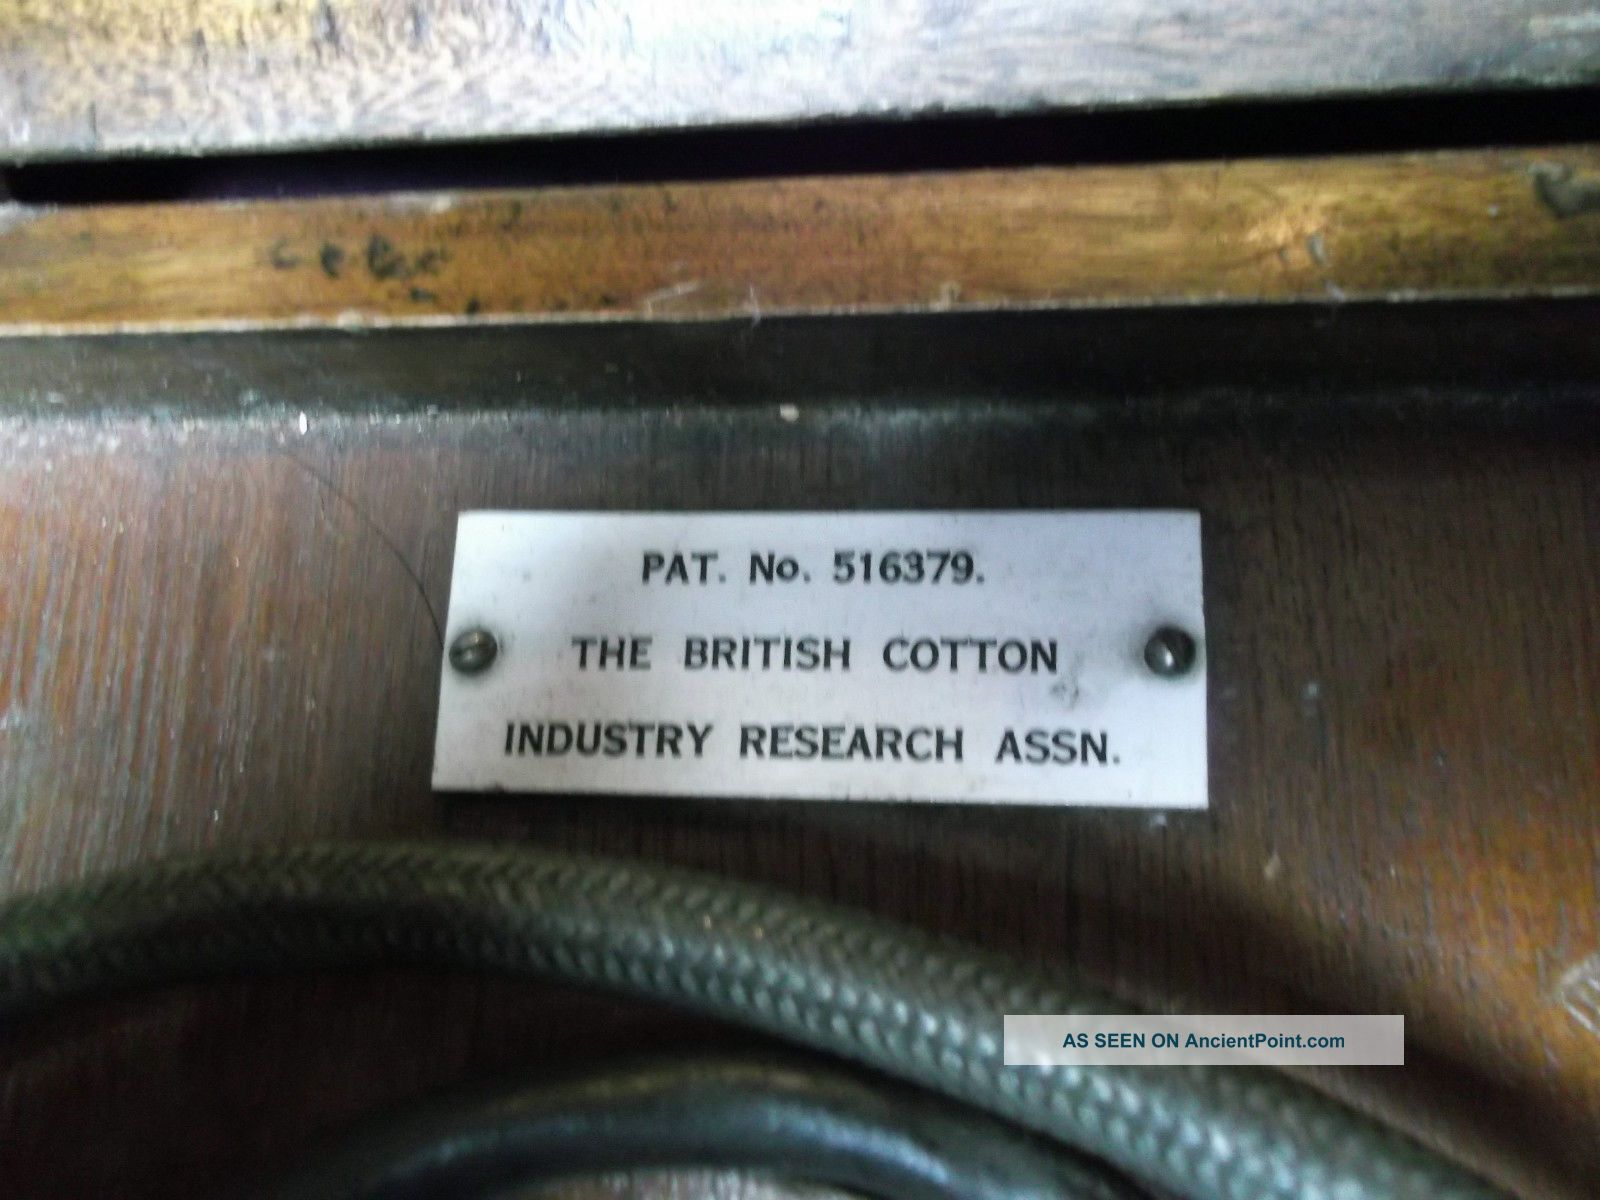 PAT. No. 516379.
THE BRITISH COTTON
INDUSTRY RESEARCH ASSN.
AS SEEN ON AncientPoint.com